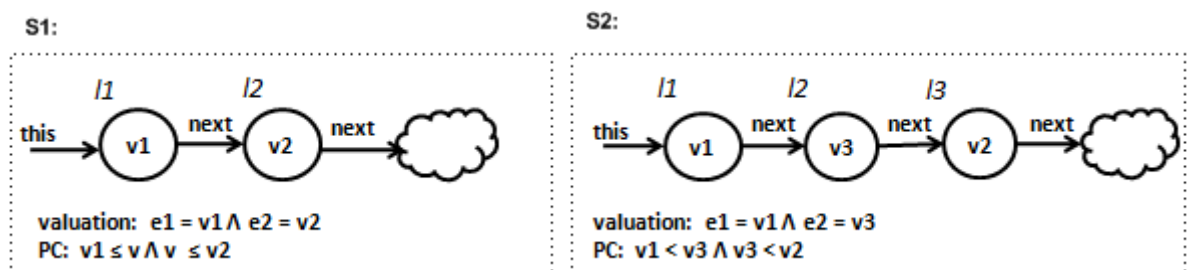 S1:
S2:
l1 l2
this v1 next v2 next
valuation: e1 = v1 Λ e2 = v2
PC: v1 ≤ v Λ v ≤ v2
l1 l2 l3
this v1 next v3 next v2 next
valuation: e1 = v1 Λ e2 = v3
PC: v1 < v3 Λ v3 < v2